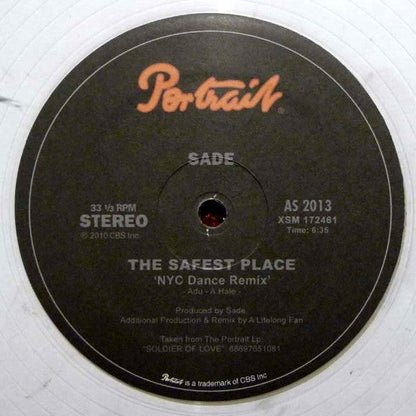 Portrait®
SADE
33 1/3 RPM
STEREO
© 2010 CBS Inc.
AS 2013
XSM 172461
Time: 6:35
THE SAFEST PLACE
'NYC Dance Remix'
- Adu - A Hale -
Produced by Sade.
Additional Production & Remix by A Lifelong Fan
Taken from The Portrait Lp:
"SOLDIER OF LOVE" 88697651081
Portrait is a trademark of CBS Inc